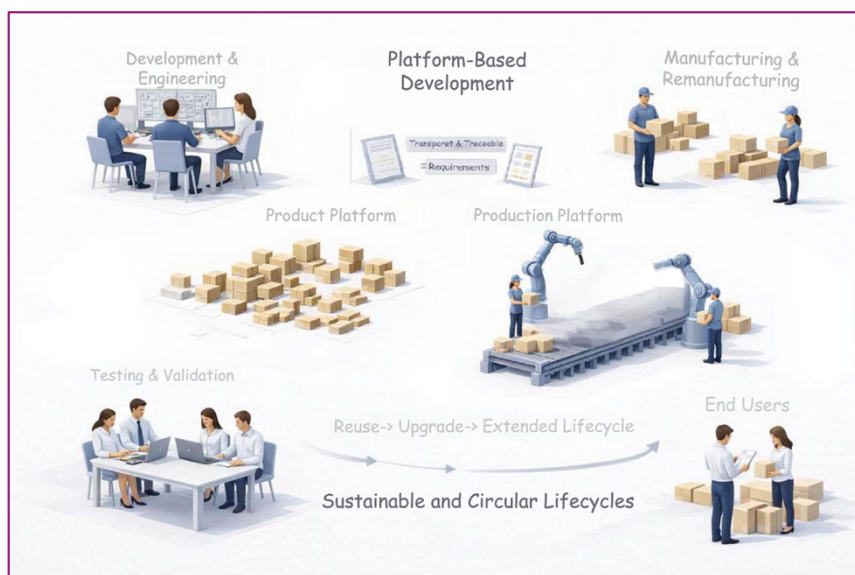 Development &
Engineering
Platform-Based
Development
Manufacturing &
Remanufacturing
Transparet & Traceable
= Requirements
Product Platform
Production Platform
Testing & Validation
End Users
Reuse-> Upgrade-> Extended Lifecycle
Sustainable and Circular Lifecycles